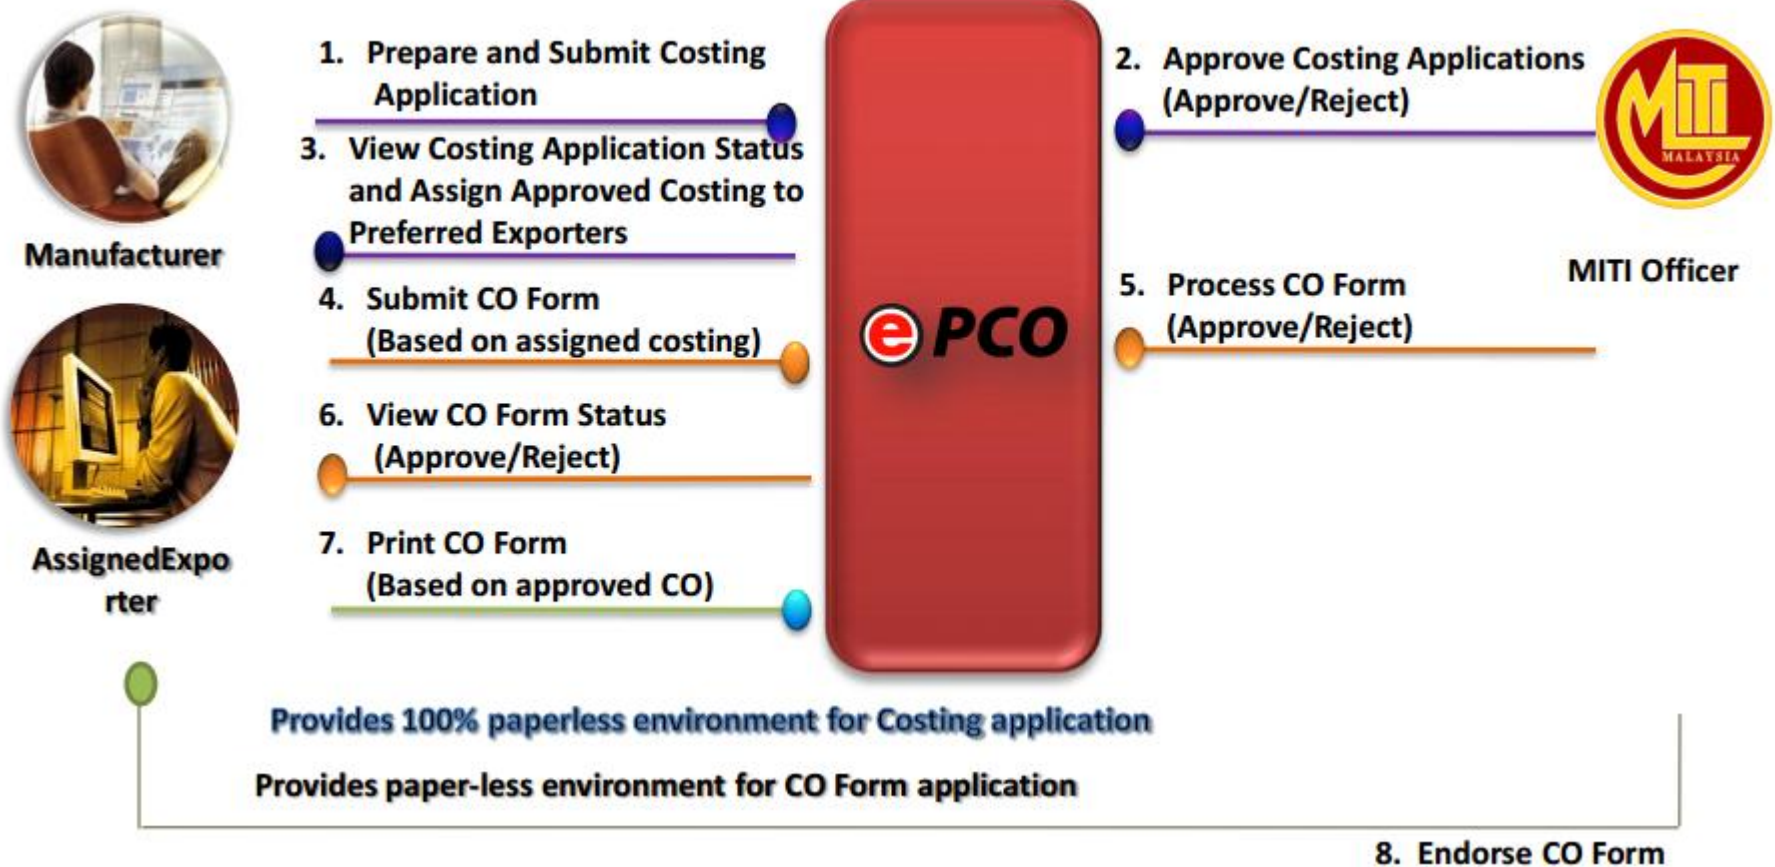 1. Prepare and Submit Costing
Application
2. Approve Costing Applications
(Approve/Reject)
MiTi
MALAYSIA
3. View Costing Application Status
and Assign Approved Costing to
Preferred Exporters
Manufacturer
MITI Officer
4. Submit CO Form
(Based on assigned costing)
5. Process CO Form
(Approve/Reject)
e PCO
6. View CO Form Status
(Approve/Reject)
7. Print CO Form
(Based on approved CO)
AssignedExpo
rter
Provides 100% paperless environment for Costing application
Provides paper-less environment for CO Form application
8. Endorse CO Form